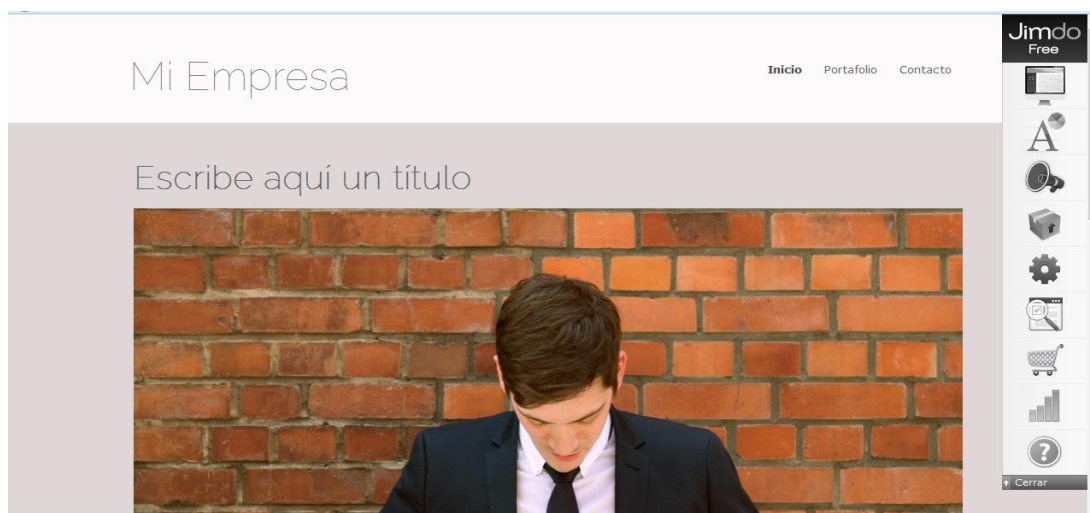 Mi Empresa
Inicio Portafolio Contacto
Jimdo
Free
Escribe aquí un título
Cerrar